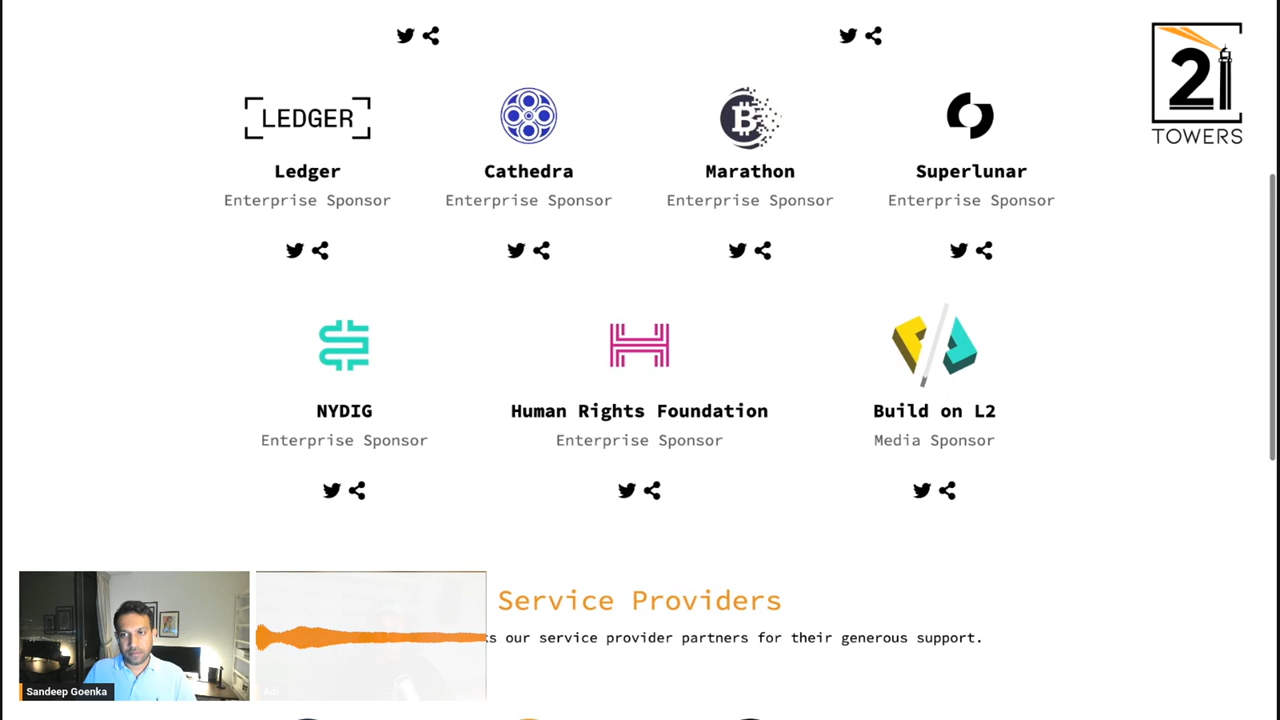 21
TOWERS
LEDGER
Ledger
Cathedra
Marathon
Superlunar
Enterprise Sponsor
Enterprise Sponsor
Enterprise Sponsor
Enterprise Sponsor
NYDIG
Human Rights Foundation
Build on L2
Enterprise Sponsor
Enterprise Sponsor
Media Sponsor
Service Providers
our service provider partners for their generous support.
Sandeep Goenka
Adi